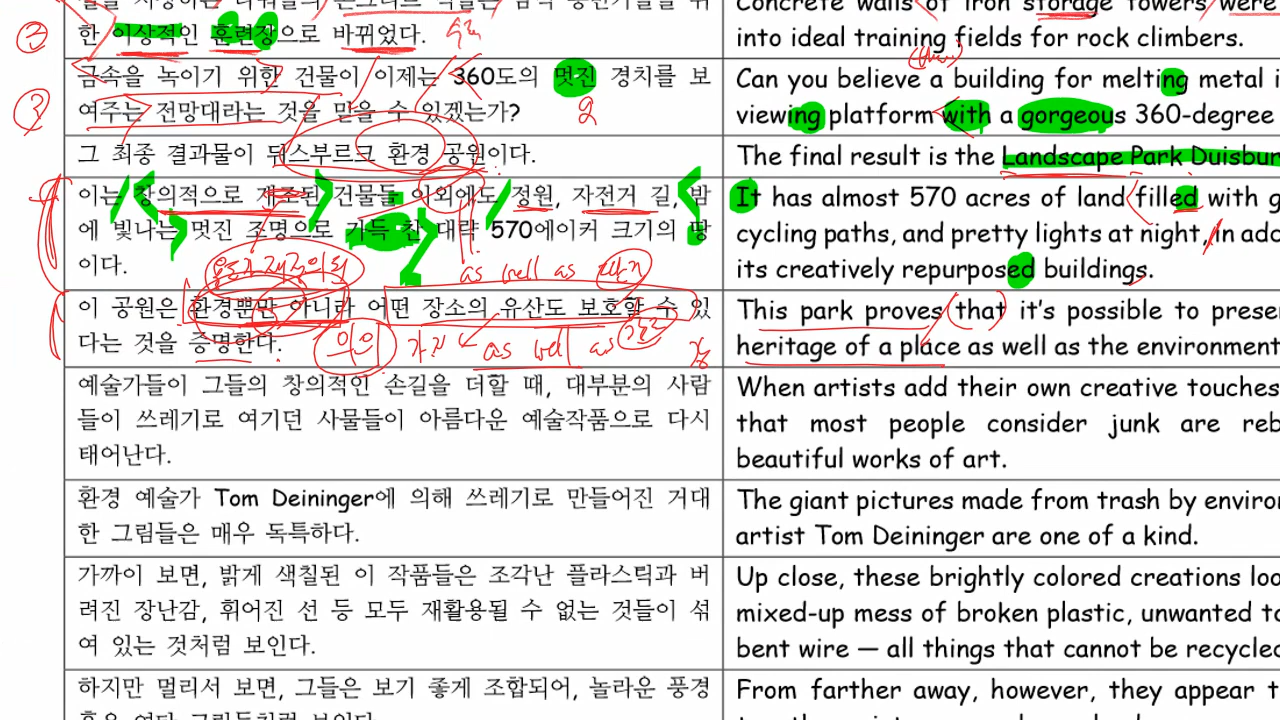 한 이상적인 훈련장으로 바뀌었다.
Concrete walls of iron storage towers were
into ideal training fields for rock climbers.
금속을 녹이기 위한 건물이 이제는 360도의 멋진 경치를 보
여주는 전망대라는 것을 믿을 수 있겠는가?
Can you believe a building for melting metal i
viewing platform with a gorgeous 360-degree
그 최종 결과물이 뒤스부르크 환경 공원이다.
The final result is the Landscape Park Duisbur
이는 창의적으로 재조된 건물들 이외에도 정원, 자전거 길, 밤
에 빛나는 멋진 조명으로 가득 찬 대략 570에이커 크기의 땅
이다.
as well as
It has almost 570 acres of land filled with g
cycling paths, and pretty lights at night, in add
its creatively repurposed buildings.
이 공원은 환경뿐만 아니라 어떤 장소의 유산도 보호할 수 있
다는 것을 증명한다.
as well as
This park proves (that) it's possible to prese
heritage of a place as well as the environment
예술가들이 그들의 창의적인 손길을 더할 때, 대부분의 사람
들이 쓰레기로 여기던 사물들이 아름다운 예술작품으로 다시
태어난다.
When artists add their own creative touches
that most people consider junk are reb
beautiful works of art.
환경 예술가 Tom Deininger에 의해 쓰레기로 만들어진 거대
한 그림들은 매우 독특하다.
The giant pictures made from trash by enviro
artist Tom Deininger are one of a kind.
가까이 보면, 밝게 색칠된 이 작품들은 조각난 플라스틱과 버
려진 장난감, 휘어진 선 등 모두 재활용될 수 없는 것들이 섞
여 있는 것처럼 보인다.
Up close, these brightly colored creations loo
mixed-up mess of broken plastic, unwanted to
bent wire — all things that cannot be recycled
하지만 멀리서 보면, 그들은 보기 좋게 조합되어, 놀라운 풍경
From farther away, however, they appear t